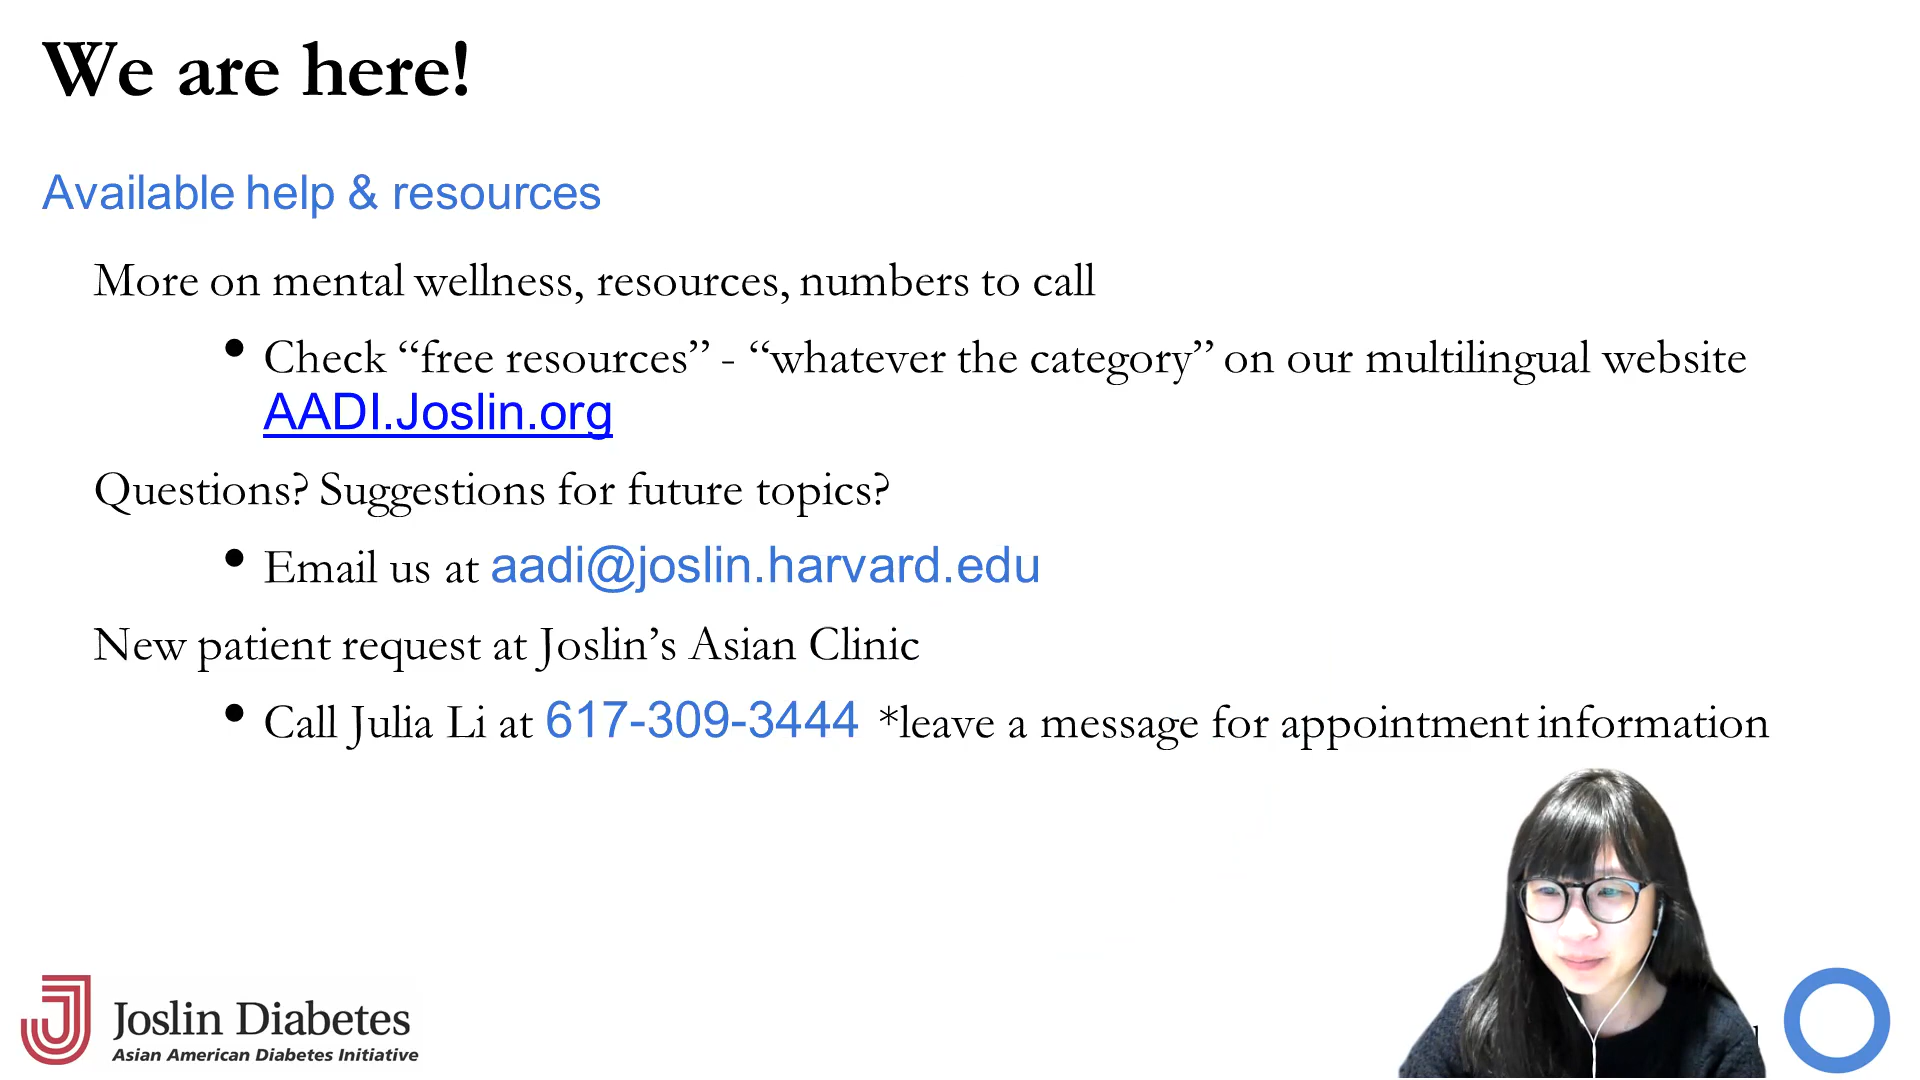 We are here!
Available help & resources
More on mental wellness, resources, numbers to call
• Check “free resources” - “whatever the category” on our multilingual website
AADI.Joslin.org
Questions? Suggestions for future topics?
• Email us at aadi@joslin.harvard.edu
New patient request at Joslin’s Asian Clinic
• Call Julia Li at 617-309-3444 *leave a message for appointment information
Joslin Diabetes
Asian American Diabetes Initiative